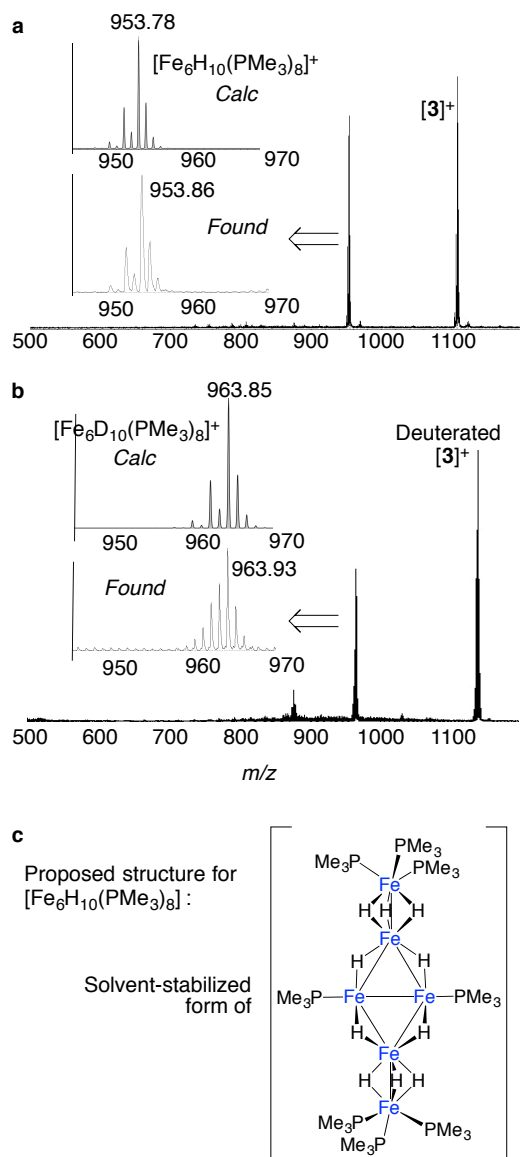 a
953.78
[Fe6H10(PMe3)8]+
Calc
[3]+
950 960 970
953.86
Found
950 960 970
500 600 700 800 900 1000 1100
b
963.85
[Fe6D10(PMe3)8]+
Calc
Deuterated
[3]+
950 960 970
963.93
Found
950 960 970
500 600 700 800 900 1000 1100
m/z
c
Proposed structure for
[Fe6H10(PMe3)8] :
Solvent-stabilized
form of
PMe3
Me3P PMe3
Fe
H H H
Fe
H H
Me3P Fe Fe PMe3
H H
Fe
H H H
Fe
Me3P PMe3
Me3P